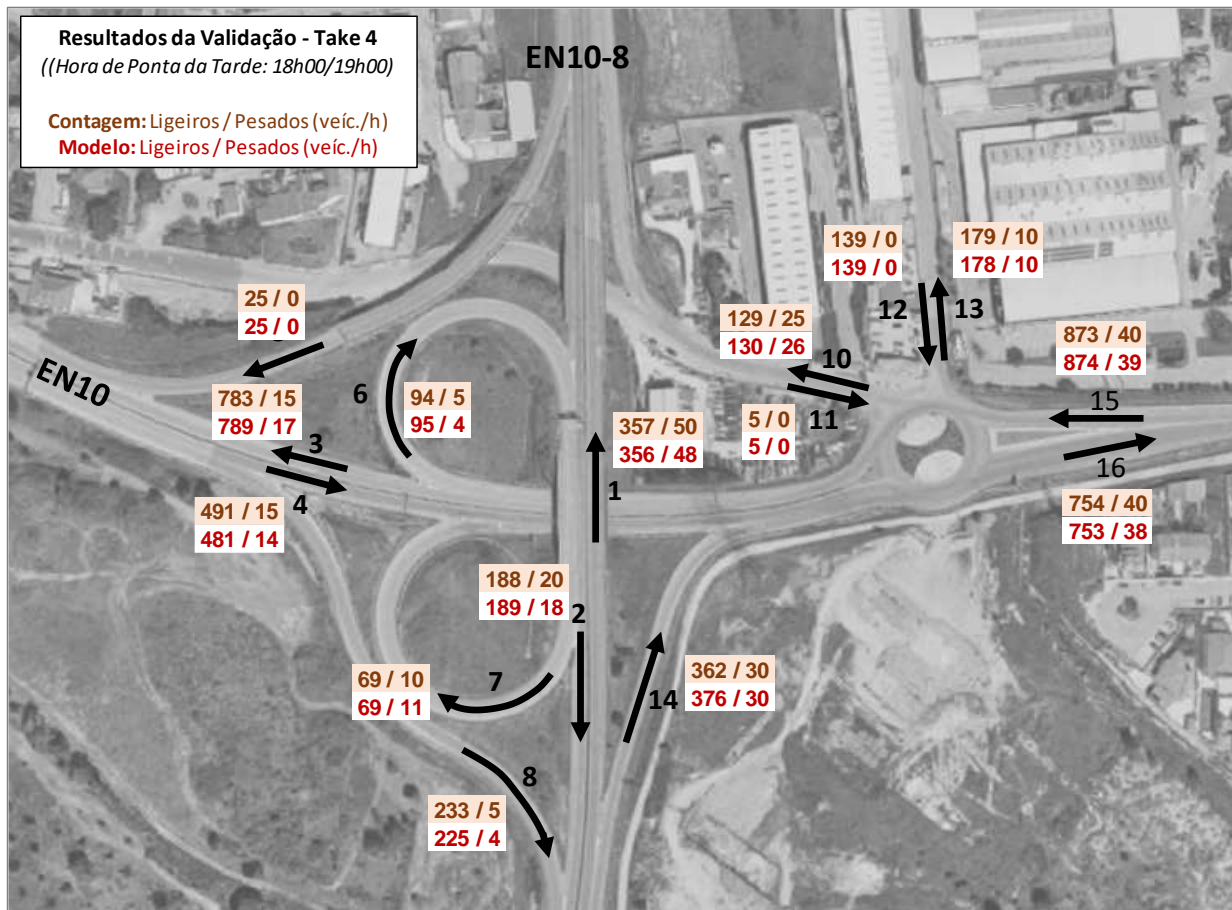 Resultados da Validação - Take 4
((Hora de Ponta da Tarde: 18h00/19h00)
Contagem: Ligeiros / Pesados (veíc./h)
Modelo: Ligeiros / Pesados (veíc./h)
EN10-8
139 / 0
139 / 0
179 / 10
178 / 10
12
13
25 / 0
25 / 0
129 / 25
130 / 26
10
11
873 / 40
874 / 39
15
EN10
783 / 15
789 / 17
6
94 / 5
95 / 4
5 / 0
5 / 0
357 / 50
356 / 48
3
4
1
16
491 / 15
481 / 14
754 / 40
753 / 38
188 / 20
189 / 18
2
69 / 10
69 / 11
7
362 / 30
376 / 30
14
8
233 / 5
225 / 4